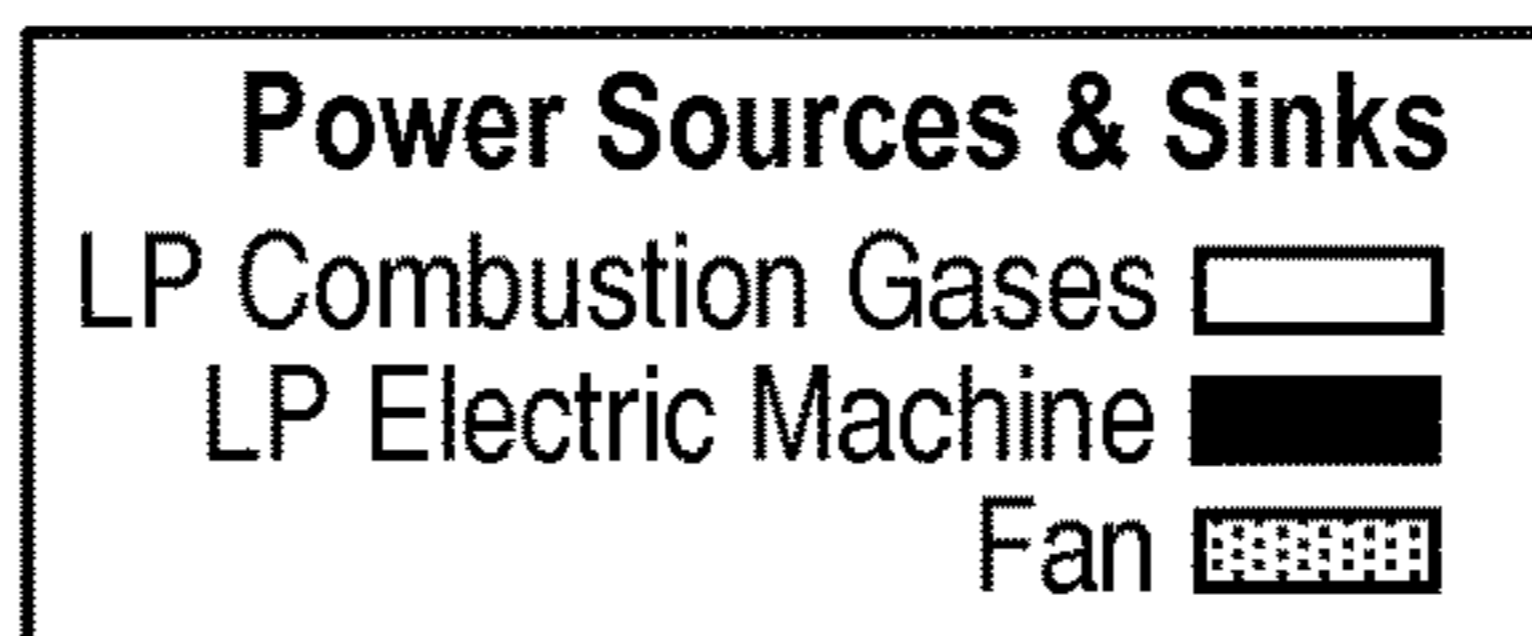 Power Sources & Sinks
LP Combustion Gases
LP Electric Machine
Fan